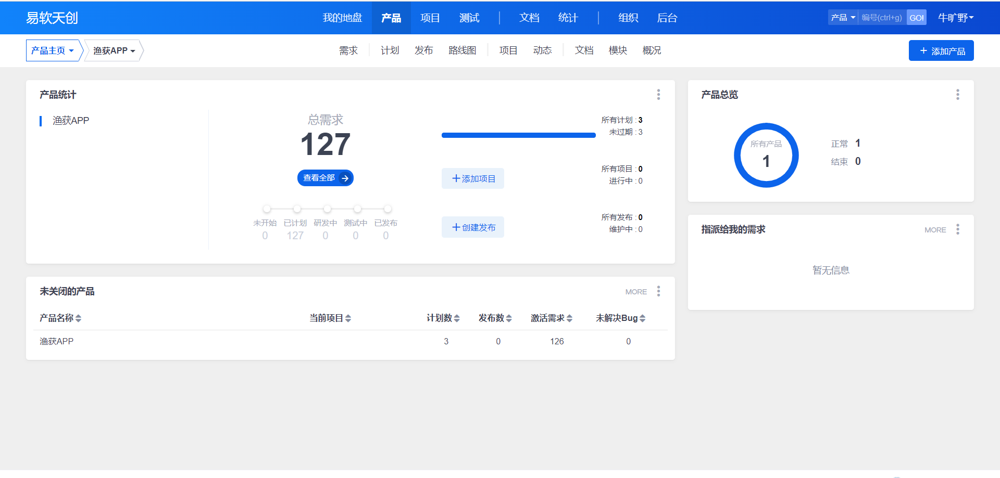 易软天创 我的地盘 产品 项目 测试 文档 统计 组织 后台 产品 编号(ctrl+g) GO! 牛旷野
产品主页 渔获APP 需求 计划 发布 路线图 项目 动态 文档 模块 概况 + 添加产品
产品统计
渔获APP
总需求
127
查看全部
未开始 已计划 研发中 测试中 已发布
0 127 0 0 0
所有计划 : 3
未过期 : 3
+添加项目
所有项目 : 0
进行中 : 0
+创建发布
所有发布 : 0
维护中 : 0
产品总览
所有产品
1
正常 1
结束 0
指派给我的需求 MORE
暂无信息
未关闭的产品 MORE
产品名称 当前项目 计划数 发布数 激活需求 未解决Bug
渔获APP 3 0 126 0